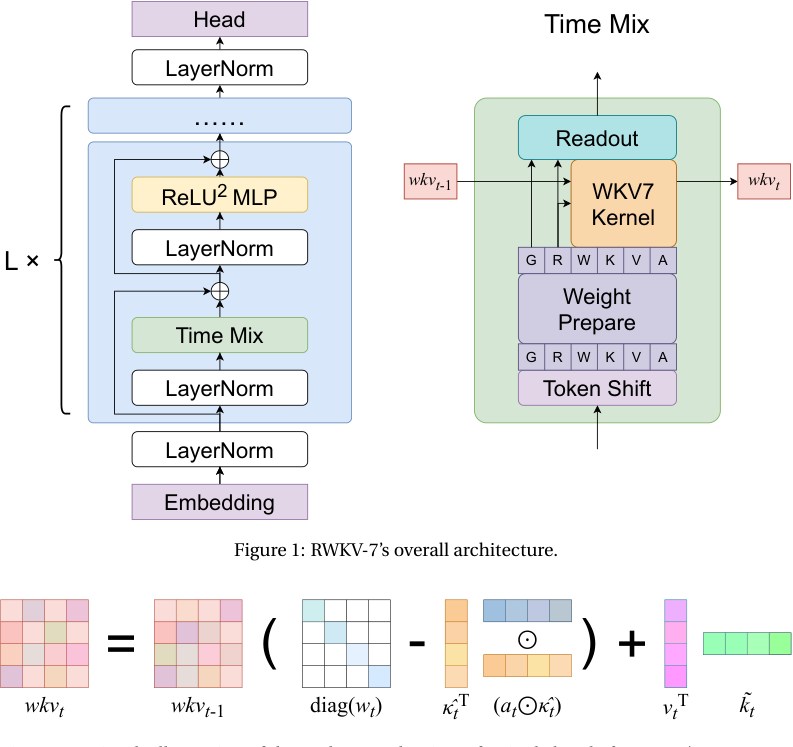 Head
LayerNorm
......
ReLU² MLP
LayerNorm
Time Mix
LayerNorm
L ×
LayerNorm
Embedding
Time Mix
Readout
wkvₜ₋₁
WKV7
Kernel
wkvₜ
G R W K V A
Weight
Prepare
G R W K V A
Token Shift
Figure 1: RWKV-7's overall architecture.
= ( - ⊙ ) +
wkvₜ wkvₜ₋₁ diag(wₜ) κ̂ₜᵀ (aₜ⊙κ̂ₜ) vₜᵀ k̃ₜ